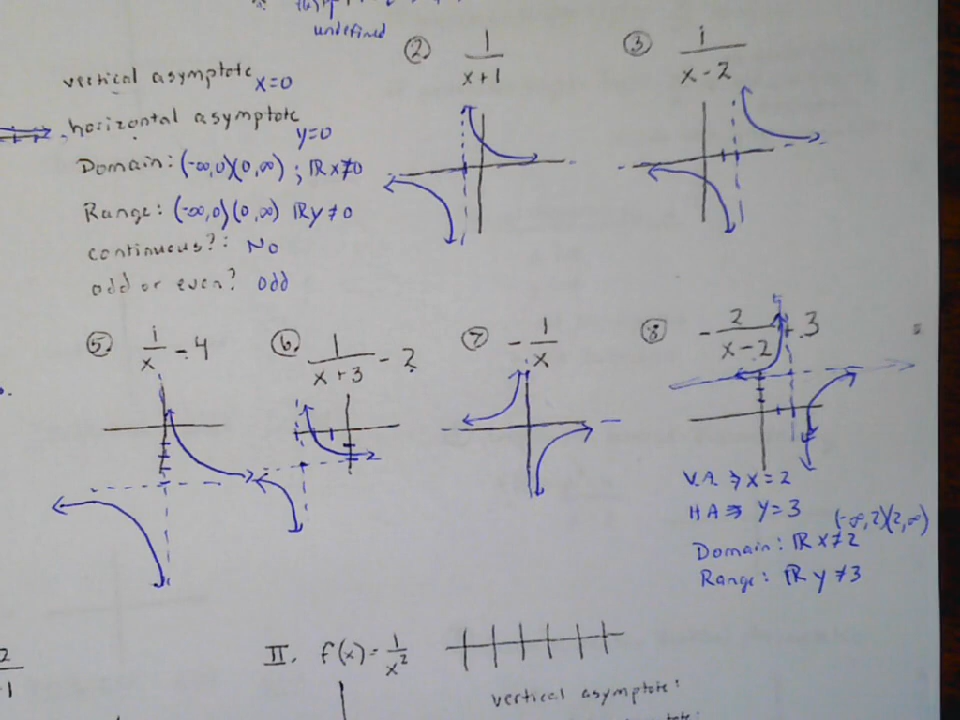 undefined
② 1/(x+1)
③ 1/(x-2)
vertical asymptote x=0
horizontal asymptote y=0
Domain: (-∞,0)(0,∞) ; ℝ x≠0
Range: (-∞,0)(0,∞) ℝ y≠0
continuous?: No
odd or even? odd
⑤ 1/x - 4
⑥ 1/(x+3) - 2
⑦ - 1/x
⑧ - 2/(x-2) + 3
V.A. ⇒ x=2
HA ⇒ y=3
(-∞,2)(2,∞)
Domain: ℝ x≠2
Range: ℝ y≠3
II. f(x) = 1/x²
vertical asymptote: